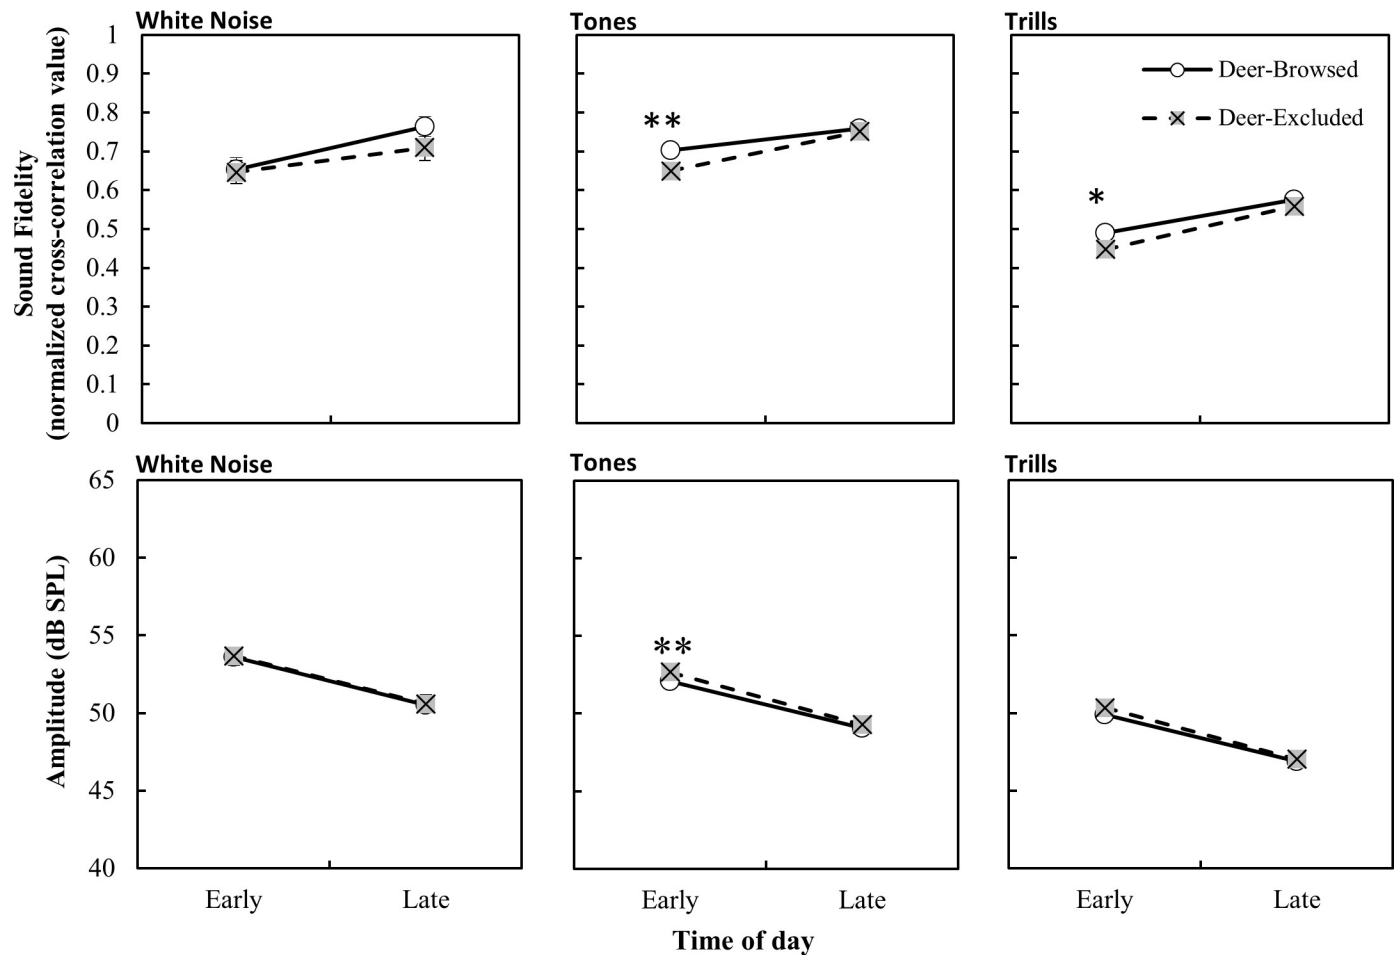 White Noise
Tones
Trills
1
0.9
0.8
0.7
0.6
0.5
0.4
0.3
0.2
0.1
0
Sound Fidelity
(normalized cross-correlation value)
**
*
Deer-Browsed
Deer-Excluded
White Noise
Tones
Trills
65
60
55
50
45
40
Amplitude (dB SPL)
**
Early
Late
Early
Late
Early
Late
Time of day